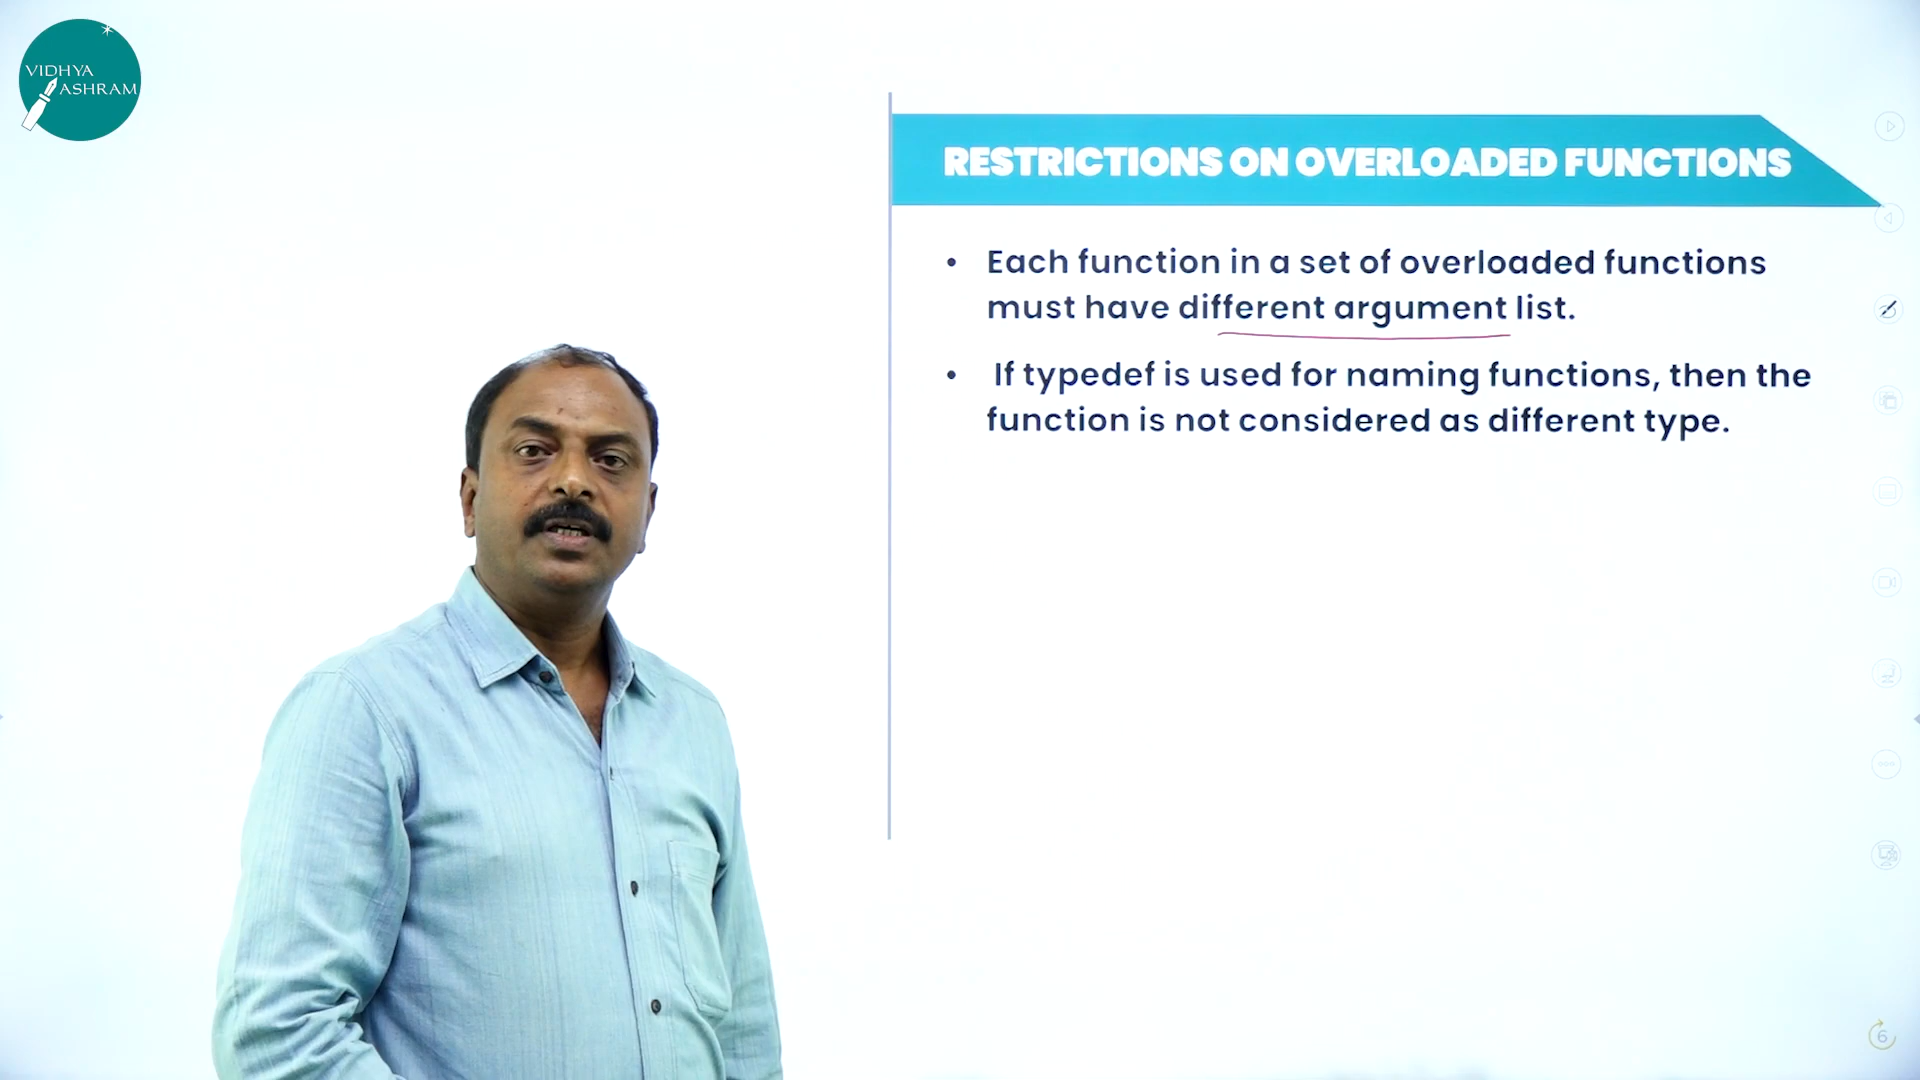 VIDHYA
ASHRAM
RESTRICTIONS ON OVERLOADED FUNCTIONS
• Each function in a set of overloaded functions
must have different argument list.
• If typedef is used for naming functions, then the
function is not considered as different type.
6